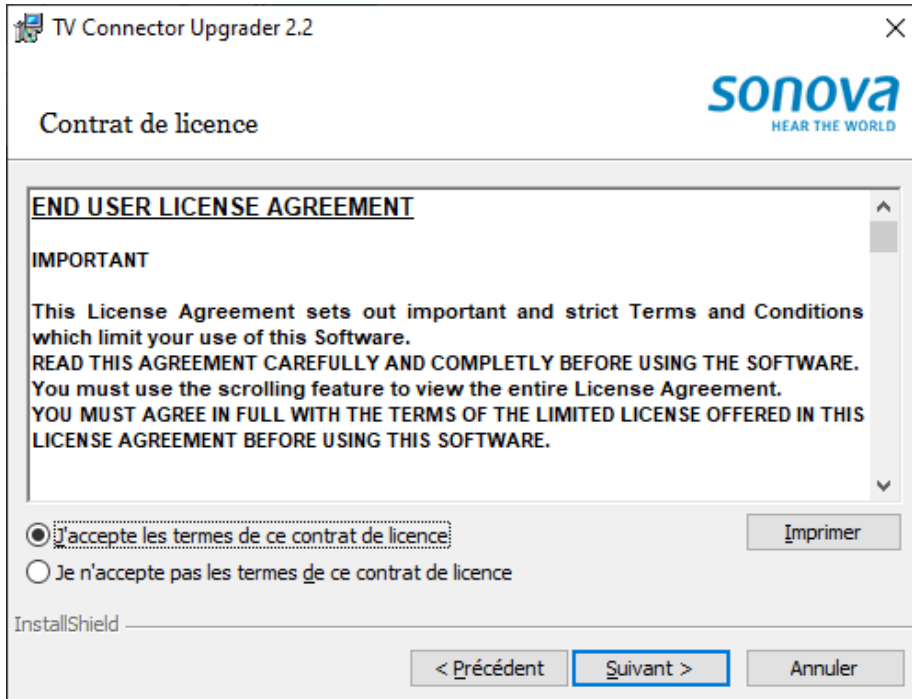 TV Connector Upgrader 2.2
sonova
HEAR THE WORLD
Contrat de licence
END USER LICENSE AGREEMENT
IMPORTANT
This License Agreement sets out important and strict Terms and Conditions
which limit your use of this Software.
READ THIS AGREEMENT CAREFULLY AND COMPLETLY BEFORE USING THE SOFTWARE.
You must use the scrolling feature to view the entire License Agreement.
YOU MUST AGREE IN FULL WITH THE TERMS OF THE LIMITED LICENSE OFFERED IN THIS
LICENSE AGREEMENT BEFORE USING THIS SOFTWARE.
J'accepte les termes de ce contrat de licence
Imprimer
Je n'accepte pas les termes de ce contrat de licence
InstallShield
< Précédent
Suivant >
Annuler